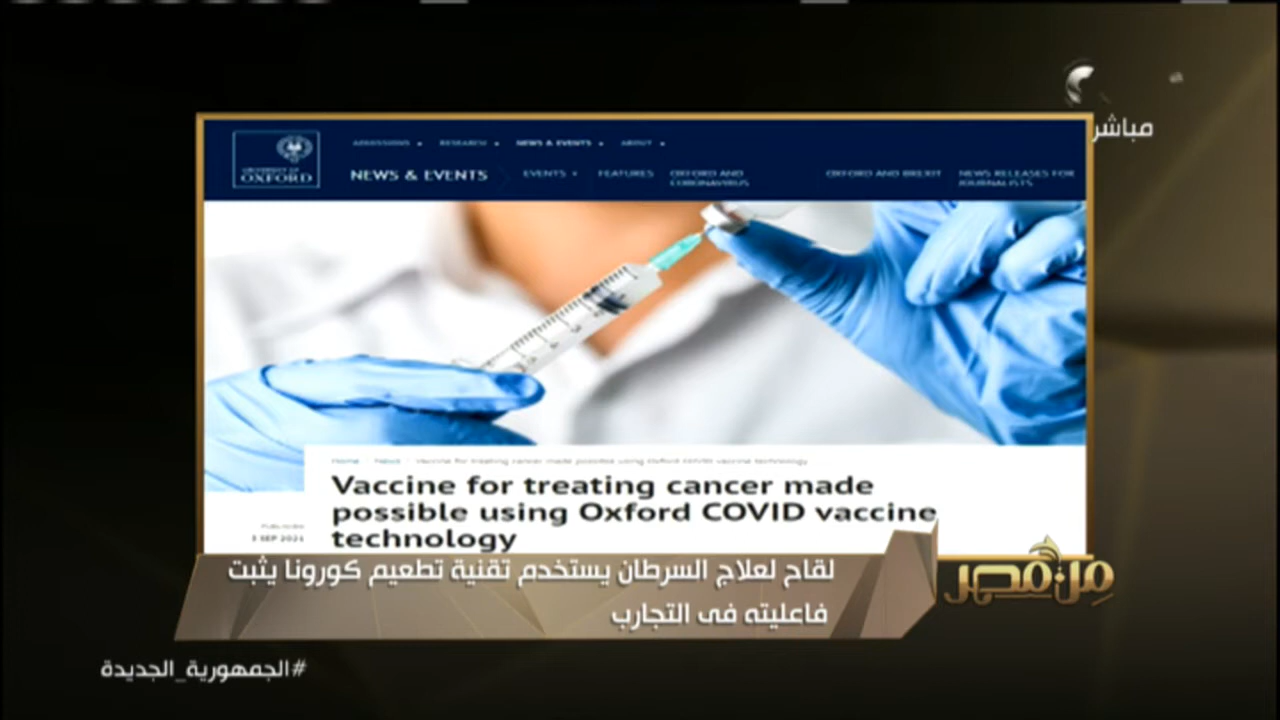 مباشر
UNIVERSITY OF
OXFORD
ADMISSIONS RESEARCH NEWS & EVENTS ABOUT
NEWS & EVENTS EVENTS FEATURES OXFORD AND CORONAVIRUS OXFORD AND BREXIT NEWS RELEASES FOR JOURNALISTS
Home News Vaccine for treating cancer made possible using Oxford COVID vaccine technology
Vaccine for treating cancer made
possible using Oxford COVID vaccine
technology
PUBLISHED
3 SEP 2021
لقاح لعلاج السرطان يستخدم تقنية تطعيم كورونا يثبت
فاعليته فى التجارب
من مصر
#الجمهورية_الجديدة